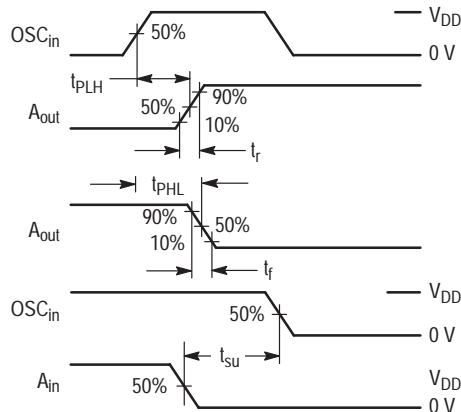 V_DD
OSC_in 50%
0 V
t_PLH
90%
A_out 50%
10%
t_r
t_PHL
A_out 90% 50%
10%
t_f
V_DD
OSC_in 50%
0 V
t_su
A_in 50% V_DD
0 V